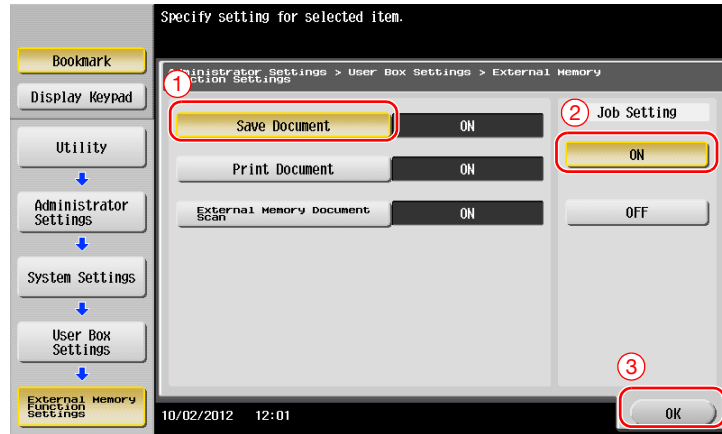 Specify setting for selected item.
Bookmark
Display Keypad
Utility
Administrator
Settings
System Settings
User Box
Settings
External Memory
Function
Settings
Administrator Settings > User Box Settings > External Memory
Function Settings
1
Save Document
ON
Print Document
ON
External Memory Document
Scan
ON
2
Job Setting
ON
OFF
3
10/02/2012 12:01
OK